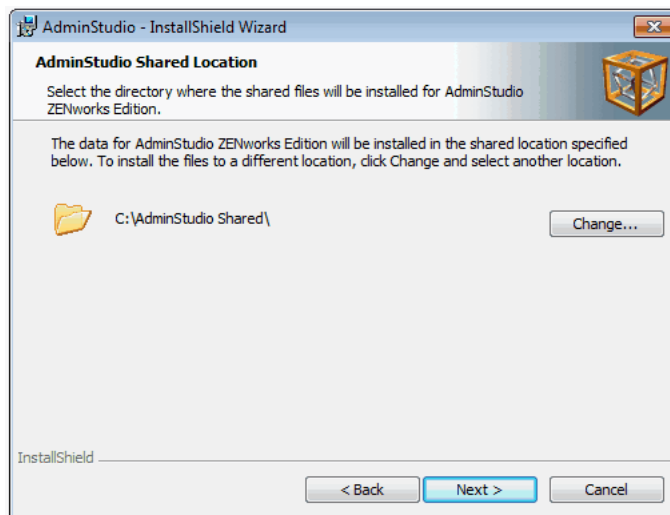 AdminStudio - InstallShield Wizard
AdminStudio Shared Location
Select the directory where the shared files will be installed for AdminStudio
ZENworks Edition.
The data for AdminStudio ZENworks Edition will be installed in the shared location specified
below. To install the files to a different location, click Change and select another location.
C:\AdminStudio Shared\
Change...
InstallShield
< Back
Next >
Cancel